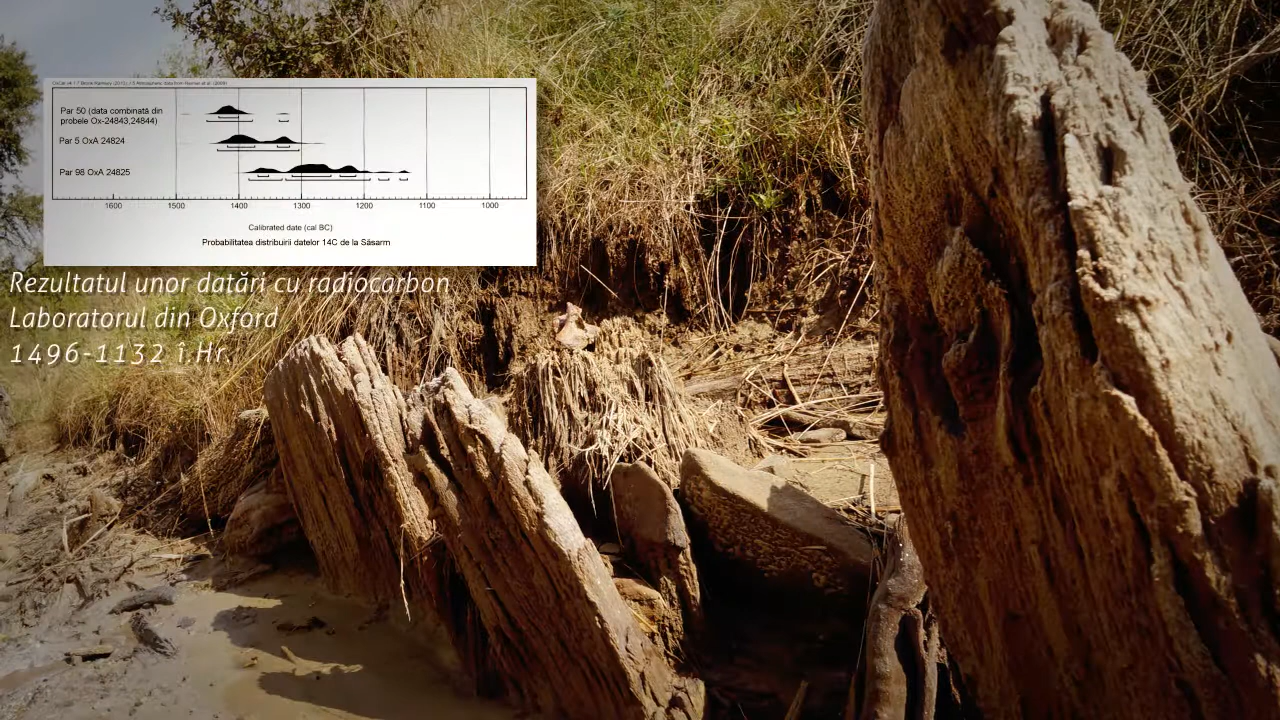 Par 50 (data combinată din
probele Ox-24843,24844)
Par 5 OxA 24824
Par 98 OxA 24825
1600 1500 1400 1300 1200 1100 1000
Calibrated date (cal BC)
Probabilitatea distribuirii datelor 14C de la Săsarm
Rezultatul unor datări cu radiocarbon
Laboratorul din Oxford
1496-1132 î.Hr.